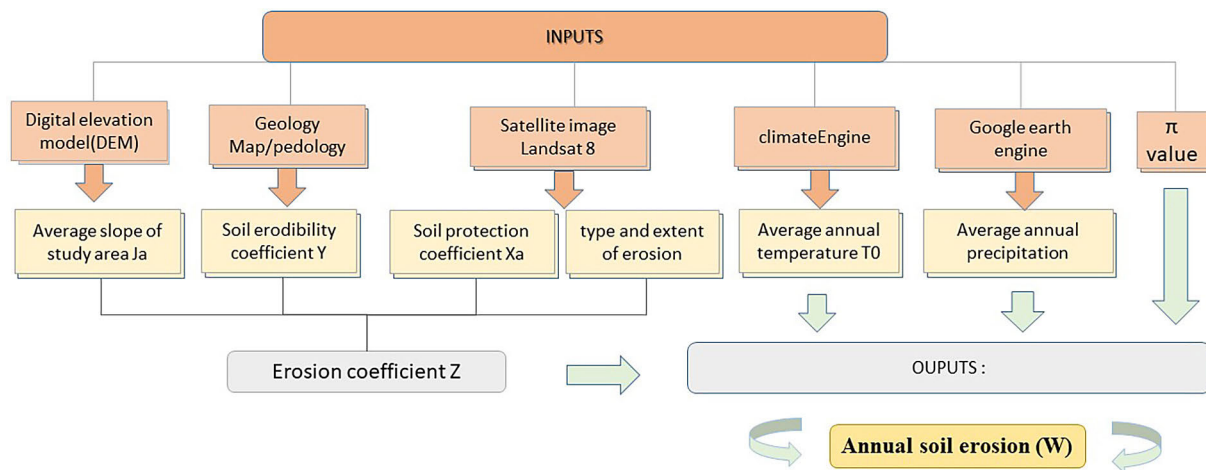 INPUTS
Digital elevation
model(DEM)
Geology
Map/pedology
Satellite image
Landsat 8
climateEngine
Google earth
engine
π
value
Average slope of
study area Ja
Soil erodibility
coefficient Y
Soil protection
coefficient Xa
type and extent
of erosion
Average annual
temperature T0
Average annual
precipitation
Erosion coefficient Z
OUPUTS :
Annual soil erosion (W)